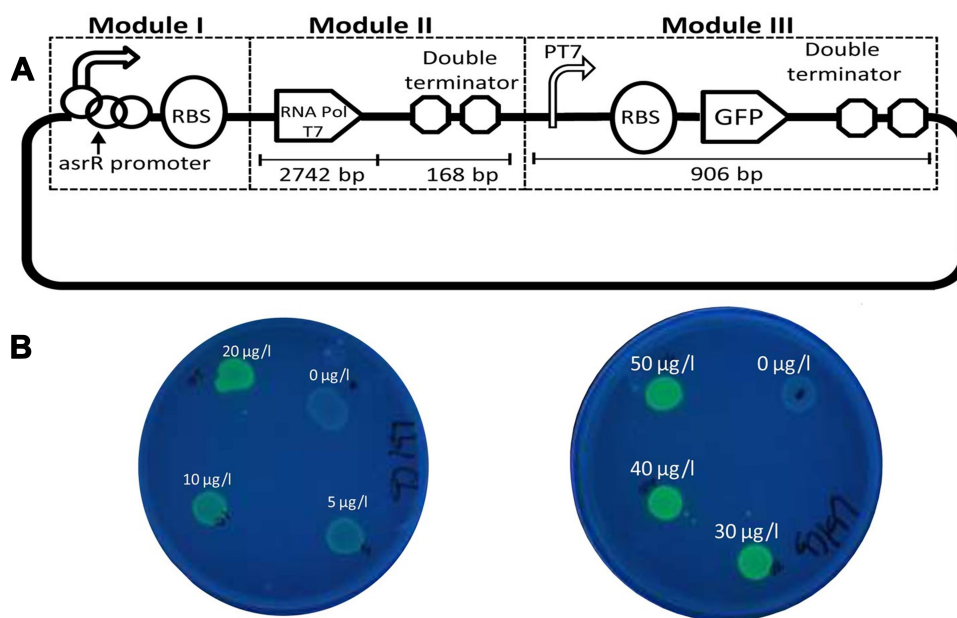 Module I
Module II
Module III
A
PT7
Double
terminator
Double
terminator
RBS
RNA Pol
T7
RBS
GFP
asrR promoter
2742 bp
168 bp
906 bp
B
20 µg/l
0 µg/l
10 µg/l
5 µg/l
50 µg/l
0 µg/l
40 µg/l
30 µg/l